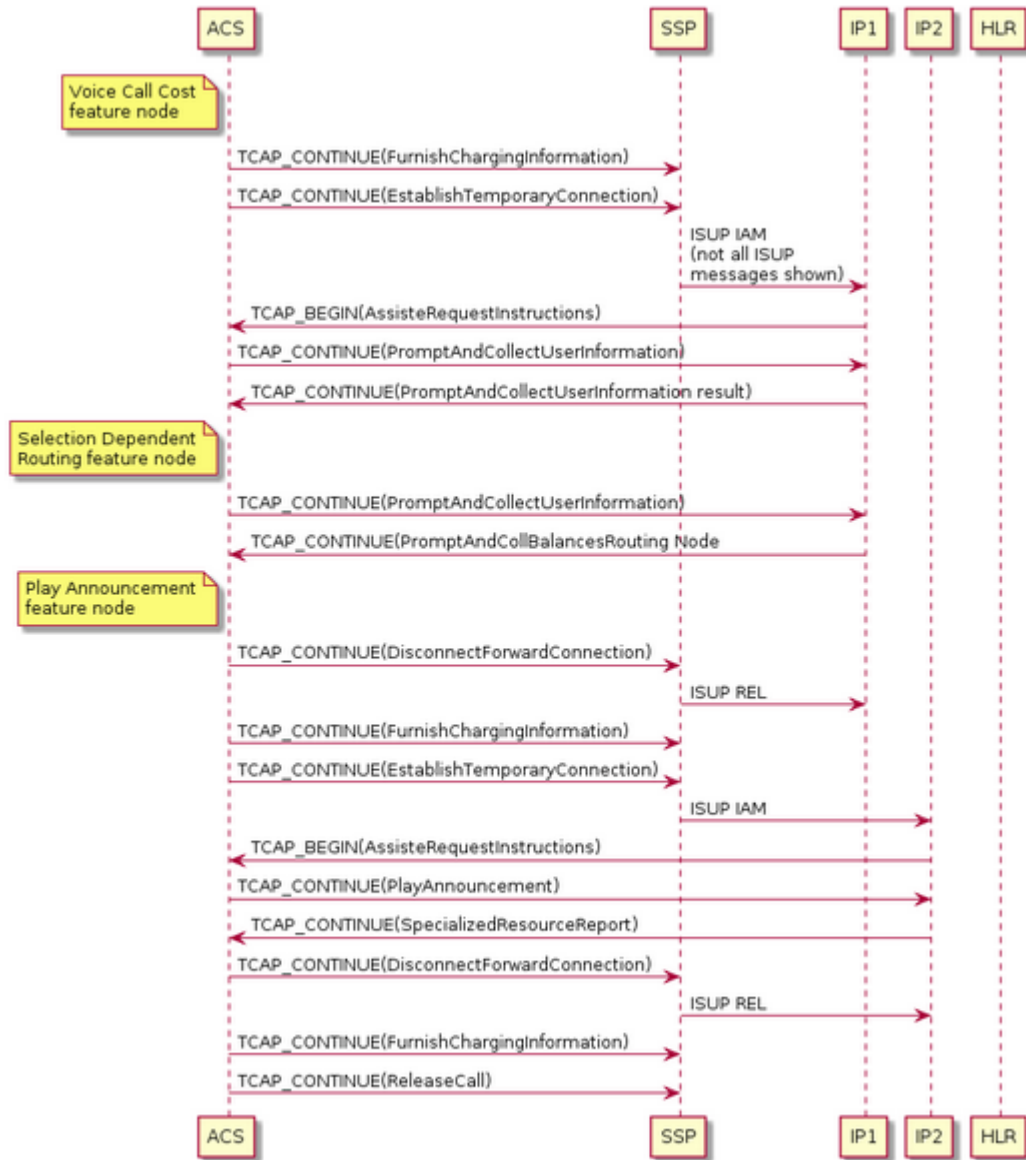 ACS SSP IP1 IP2 HLR
Voice Call Cost
feature node
TCAP_CONTINUE(FurnishChargingInformation)
TCAP_CONTINUE(EstablishTemporaryConnection)
ISUP IAM
(not all ISUP
messages shown)
TCAP_BEGIN(AssisteRequestInstructions)
TCAP_CONTINUE(PromptAndCollectUserInformation)
TCAP_CONTINUE(PromptAndCollectUserInformation result)
Selection Dependent
Routing feature node
TCAP_CONTINUE(PromptAndCollectUserInformation)
TCAP_CONTINUE(PromptAndCollBalancesRouting Node
Play Announcement
feature node
TCAP_CONTINUE(DisconnectForwardConnection)
ISUP REL
TCAP_CONTINUE(FurnishChargingInformation)
TCAP_CONTINUE(EstablishTemporaryConnection)
ISUP IAM
TCAP_BEGIN(AssisteRequestInstructions)
TCAP_CONTINUE(PlayAnnouncement)
TCAP_CONTINUE(SpecializedResourceReport)
TCAP_CONTINUE(DisconnectForwardConnection)
ISUP REL
TCAP_CONTINUE(FurnishChargingInformation)
TCAP_CONTINUE(ReleaseCall)
ACS SSP IP1 IP2 HLR